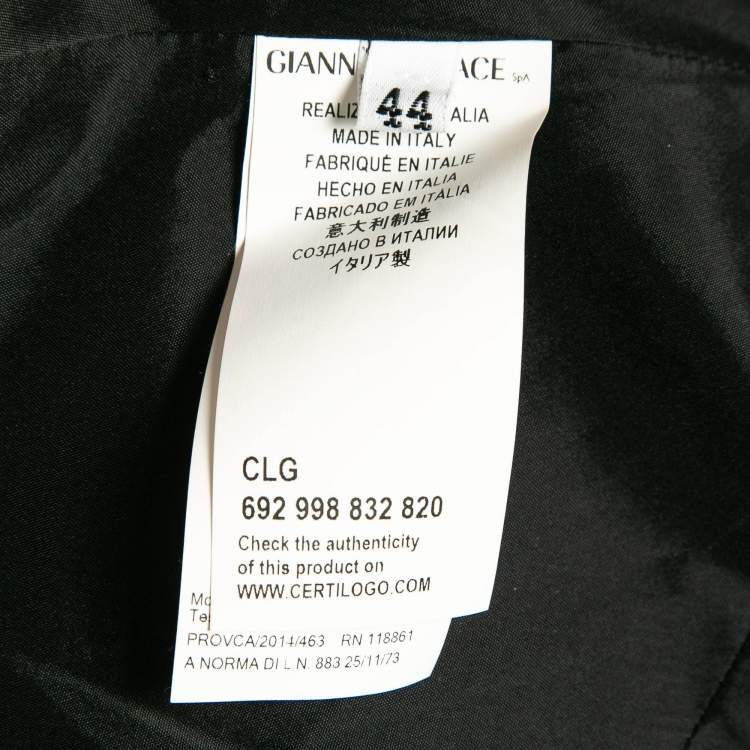 GIANN ACE SpA
44
REALIZ ALIA
MADE IN ITALY
FABRIQUÉ EN ITALIE
HECHO EN ITALIA
FABRICADO EM ITÁLIA
意大利制造
СОЗДАНО В ИТАЛИИ
イタリア製
CLG
692 998 832 820
Check the authenticity
of this product on
WWW.CERTILOGO.COM
PROVCA/2014/463 RN 118861
A NORMA DI L.N. 883 25/11/73